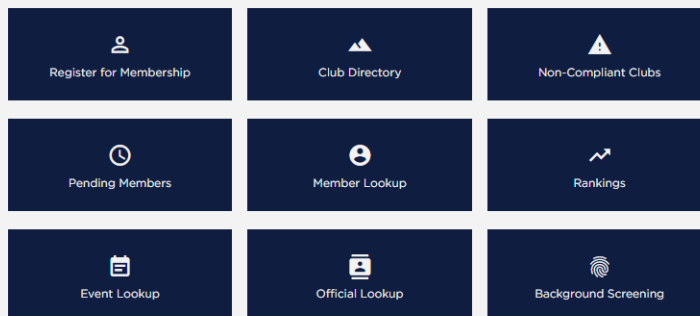 Register for Membership
Club Directory
Non-Compliant Clubs
Pending Members
Member Lookup
Rankings
Event Lookup
Official Lookup
Background Screening